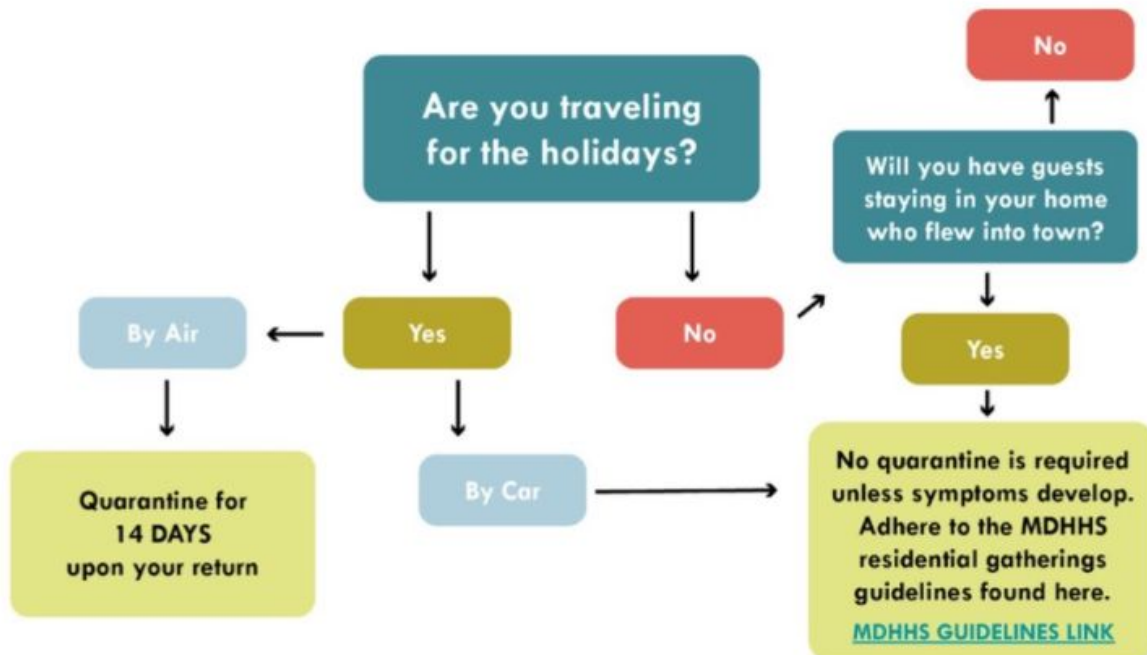 Are you traveling
for the holidays?
No
Will you have guests
staying in your home
who flew into town?
By Air
Yes
No
Yes
Quarantine for
14 DAYS
upon your return
By Car
No quarantine is required
unless symptoms develop.
Adhere to the MDHHS
residential gatherings
guidelines found here.
MDHHS GUIDELINES LINK